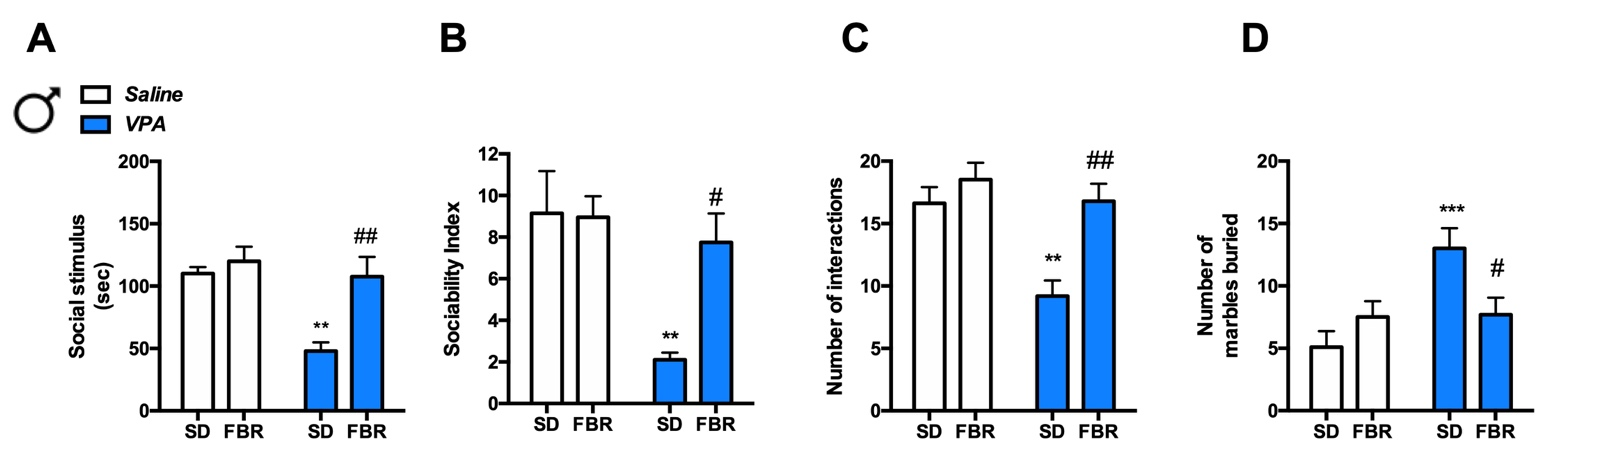 A
B
C
D
Saline
VPA
200
150
100
50
0
Social stimulus
(sec)
**
##
SD FBR SD FBR
12
10
8
6
4
2
0
Sociability Index
**
#
SD FBR SD FBR
20
15
10
5
0
Number of interactions
**
##
SD FBR SD FBR
20
15
10
5
0
Number of
marbles buried
***
#
SD FBR SD FBR